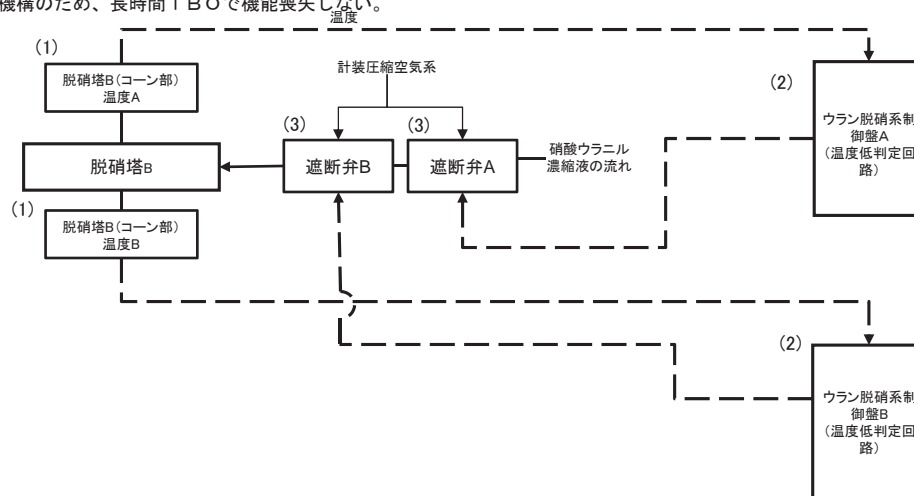 機構のため、長時間TBOで機能喪失しない。
温度
(1)
脱硝塔B(コーン部)
温度A
計装圧縮空気系
(2)
ウラン脱硝系制
御盤A
(温度低判定回
路)
(3)
(3)
脱硝塔B
遮断弁B
遮断弁A
硝酸ウラニル
濃縮液の流れ
(1)
脱硝塔B(コーン部)
温度B
(2)
ウラン脱硝系制
御盤B
(温度低判定回
路)